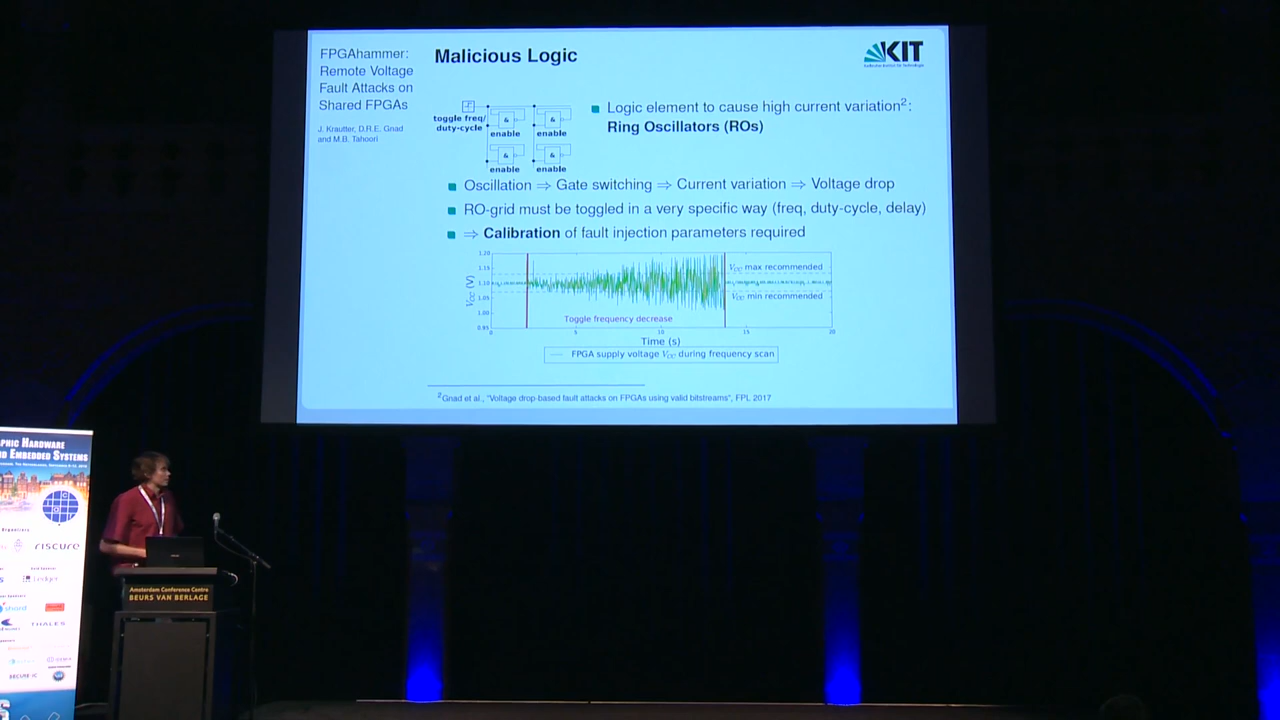 FPGAhammer:
Remote Voltage
Fault Attacks on
Shared FPGAs
J. Krautter, D.R.E. Gnad
and M.B. Tahoori
Malicious Logic
KIT
toggle freq/
duty-cycle
&
&
enable
enable
&
&
enable
enable
Logic element to cause high current variation2:
Ring Oscillators (ROs)
Oscillation ⇒ Gate switching ⇒ Current variation ⇒ Voltage drop
RO-grid must be toggled in a very specific way (freq, duty-cycle, delay)
⇒ Calibration of fault injection parameters required
VCC (V)
1.20
1.15
1.10
1.05
1.00
0.95
VCC max recommended
VCC min recommended
Toggle frequency decrease
0
5
10
15
20
Time (s)
FPGA supply voltage VCC during frequency scan
2Gnad et al., "Voltage drop-based fault attacks on FPGAs using valid bitstreams", FPL 2017
PHIC HARDWARE
D EMBEDDED SYSTEMS
riscure
Ledger
THALES
SECURE-IC
Amsterdam Conference Centre
BEURS VAN BERLAGE